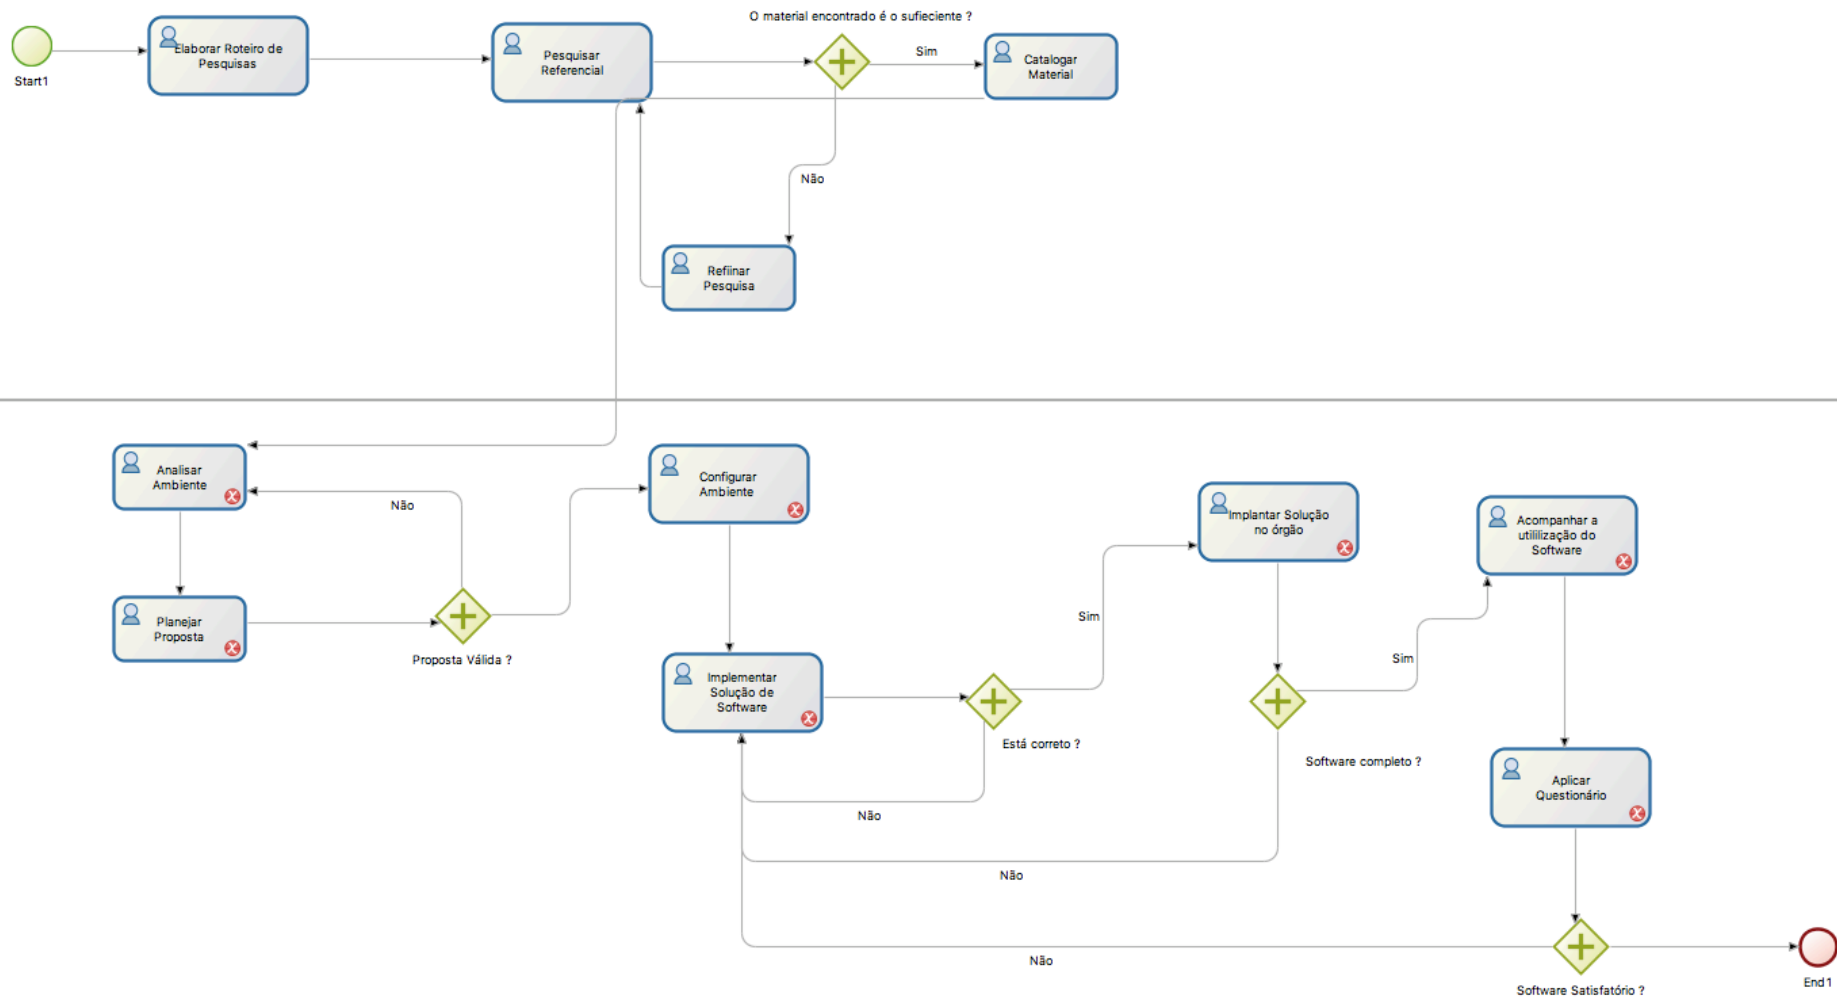 O material encontrado é o sufieciente ?
Start1
Elaborar Roteiro de
Pesquisas
Pesquisar
Referencial
Sim
Catalogar
Material
Não
Refiinar
Pesquisa
Analisar
Ambiente
Não
Planejar
Proposta
Proposta Válida ?
Configurar
Ambiente
Implementar
Solução de
Software
Está correto ?
Não
Sim
Implantar Solução
no órgão
Software completo ?
Não
Sim
Acompanhar a
utililização do
Software
Aplicar
Questionário
Software Satisfatório ?
Não
End1